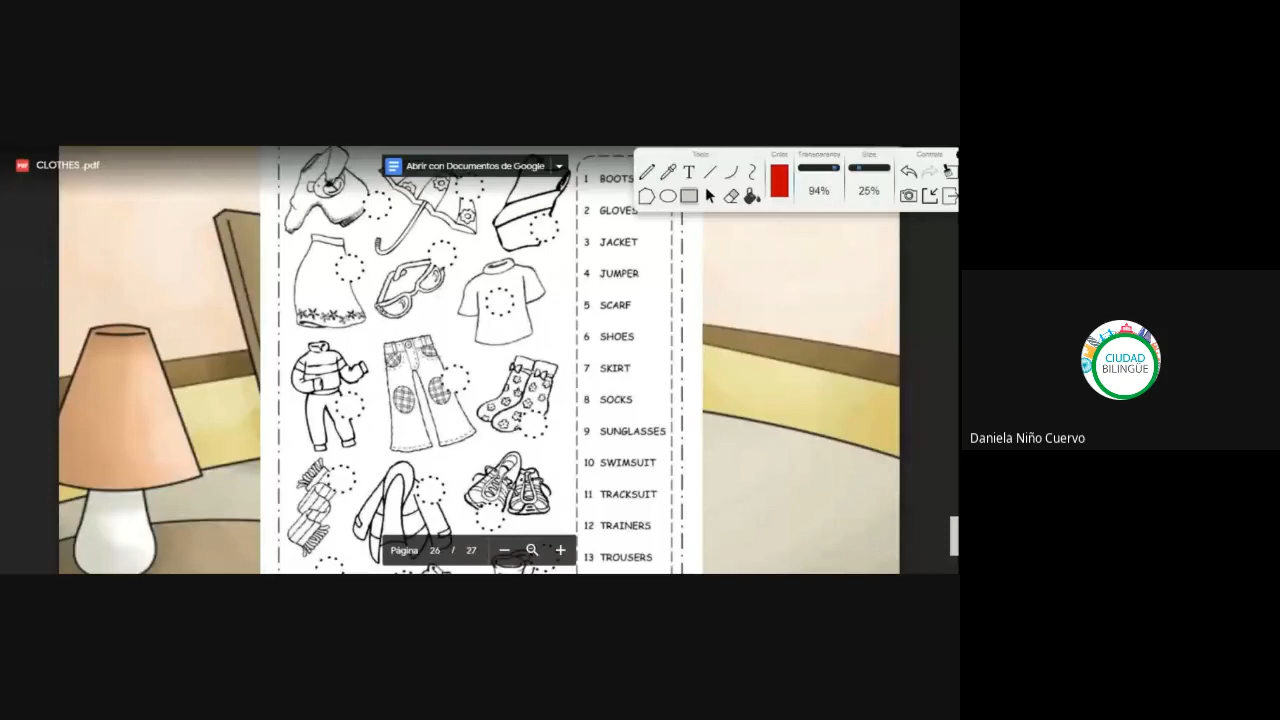 CLOTHES .pdf
Abrir con Documentos de Google
Tools
Color
Transparency
Size
Controls
94%
25%
1 BOOTS
2 GLOVES
3 JACKET
4 JUMPER
5 SCARF
6 SHOES
7 SKIRT
8 SOCKS
9 SUNGLASSES
10 SWIMSUIT
11 TRACKSUIT
12 TRAINERS
13 TROUSERS
Página 26 / 27
CIUDAD
BILINGÜE
Daniela Niño Cuervo